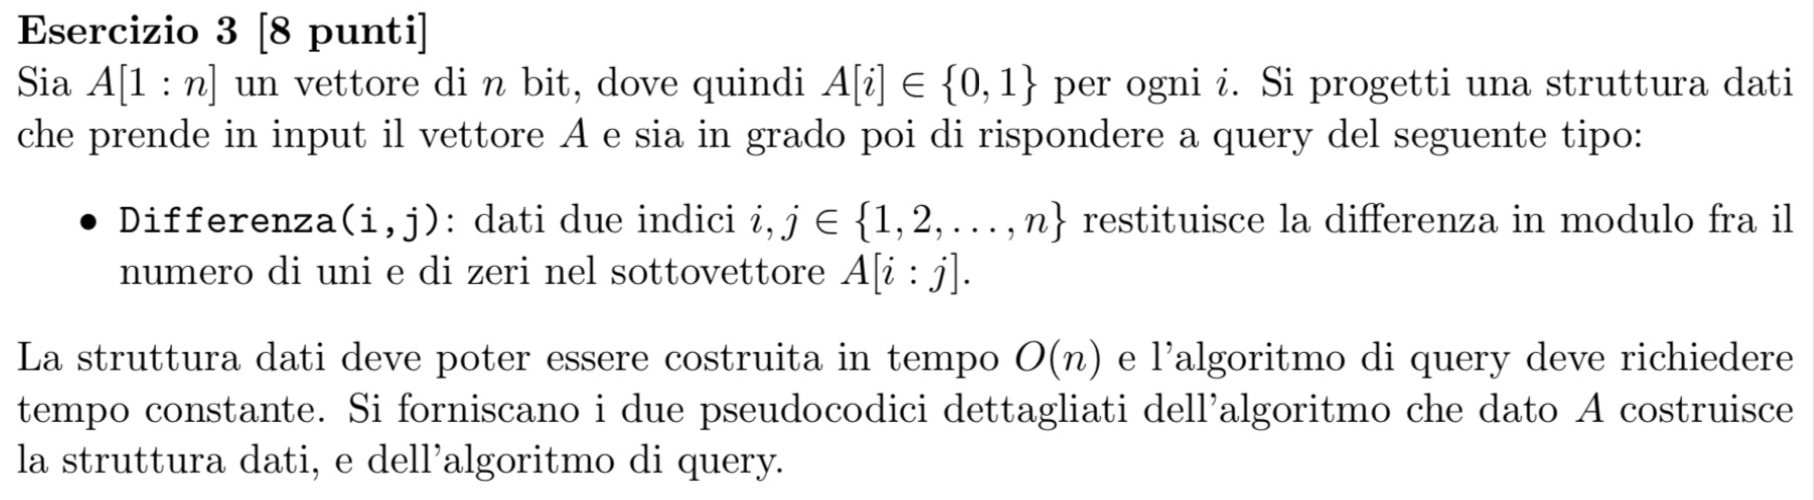 Esercizio 3 [8 punti]
Sia A[1 : n] un vettore di n bit, dove quindi A[i] ∈ {0, 1} per ogni i. Si progetti una struttura dati
che prende in input il vettore A e sia in grado poi di rispondere a query del seguente tipo:
• Differenza(i,j): dati due indici i, j ∈ {1, 2, . . . , n} restituisce la differenza in modulo fra il
numero di uni e di zeri nel sottovettore A[i : j].
La struttura dati deve poter essere costruita in tempo O(n) e l'algoritmo di query deve richiedere
tempo constante. Si forniscano i due pseudocodici dettagliati dell'algoritmo che dato A costruisce
la struttura dati, e dell'algoritmo di query.